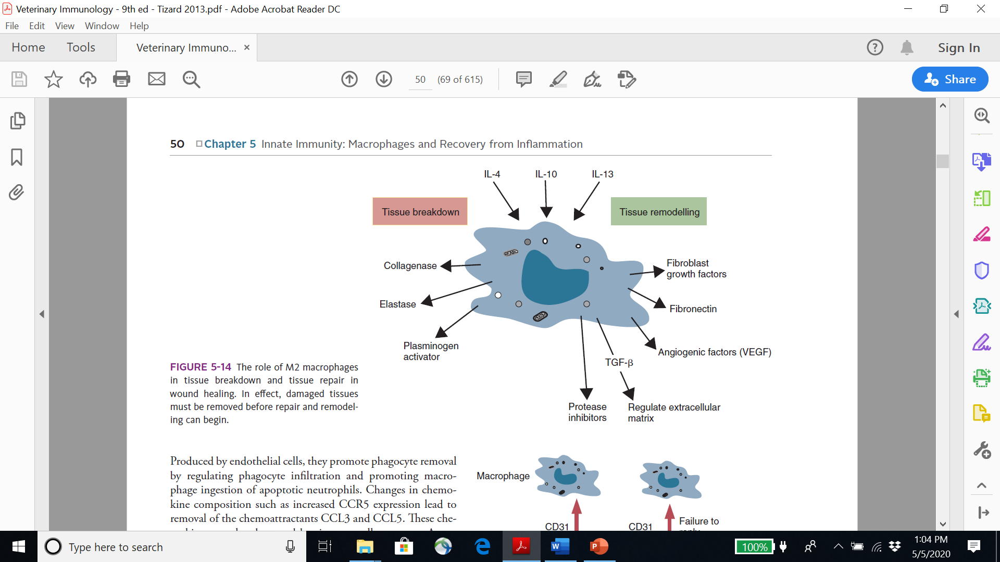 Veterinary Immunology - 9th ed - Tizard 2013.pdf - Adobe Acrobat Reader DC
File Edit View Window Help
Home Tools Veterinary Immuno... × Sign In
50 (69 of 615) Share
50 Chapter 5 Innate Immunity: Macrophages and Recovery from Inflammation
IL-4 IL-10 IL-13
Tissue breakdown Tissue remodelling
Collagenase
Fibroblast
growth factors
Elastase
Fibronectin
Plasminogen
activator
Angiogenic factors (VEGF)
TGF-β
Protease
inhibitors
Regulate extracellular
matrix
FIGURE 5-14 The role of M2 macrophages
in tissue breakdown and tissue repair in
wound healing. In effect, damaged tissues
must be removed before repair and remodel-
ing can begin.
Produced by endothelial cells, they promote phagocyte removal
by regulating phagocyte infiltration and promoting macro-
phage ingestion of apoptotic neutrophils. Changes in chemo-
kine composition such as increased CCR5 expression lead to
removal of the chemoattractants CCL3 and CCL5. These che-
Macrophage
CD31 CD31 Failure to
Type here to search
100%
1:04 PM
5/5/2020